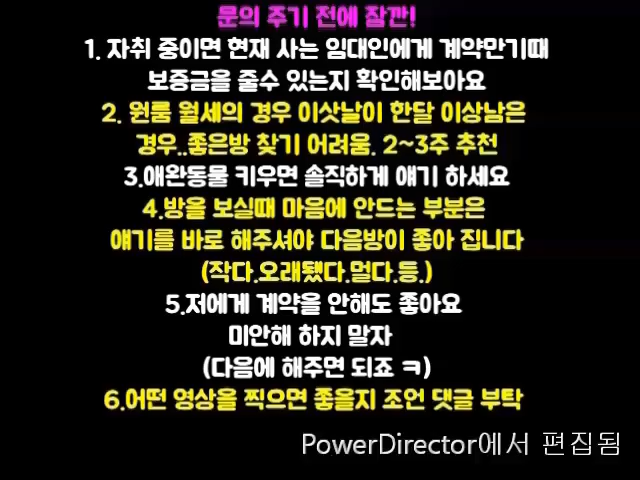 문의 주기 전에 잠깐!
1. 자취 중이면 현재 사는 임대인에게 계약만기때
보증금을 줄수 있는지 확인해보아요
2. 원룸 월세의 경우 이삿날이 한달 이상남은
경우..좋은방 찾기 어려움. 2~3주 추천
3.애완동물 키우면 솔직하게 얘기 하세요
4.방을 보실때 마음에 안드는 부분은
얘기를 바로 해주셔야 다음방이 좋아 집니다
(작다.오래됐다.멀다.등.)
5.저에게 계약을 안해도 좋아요
미안해 하지 말자
(다음에 해주면 되죠 ㅋ)
6.어떤 영상을 찍으면 좋을지 조언 댓글 부탁
PowerDirector에서 편집됨